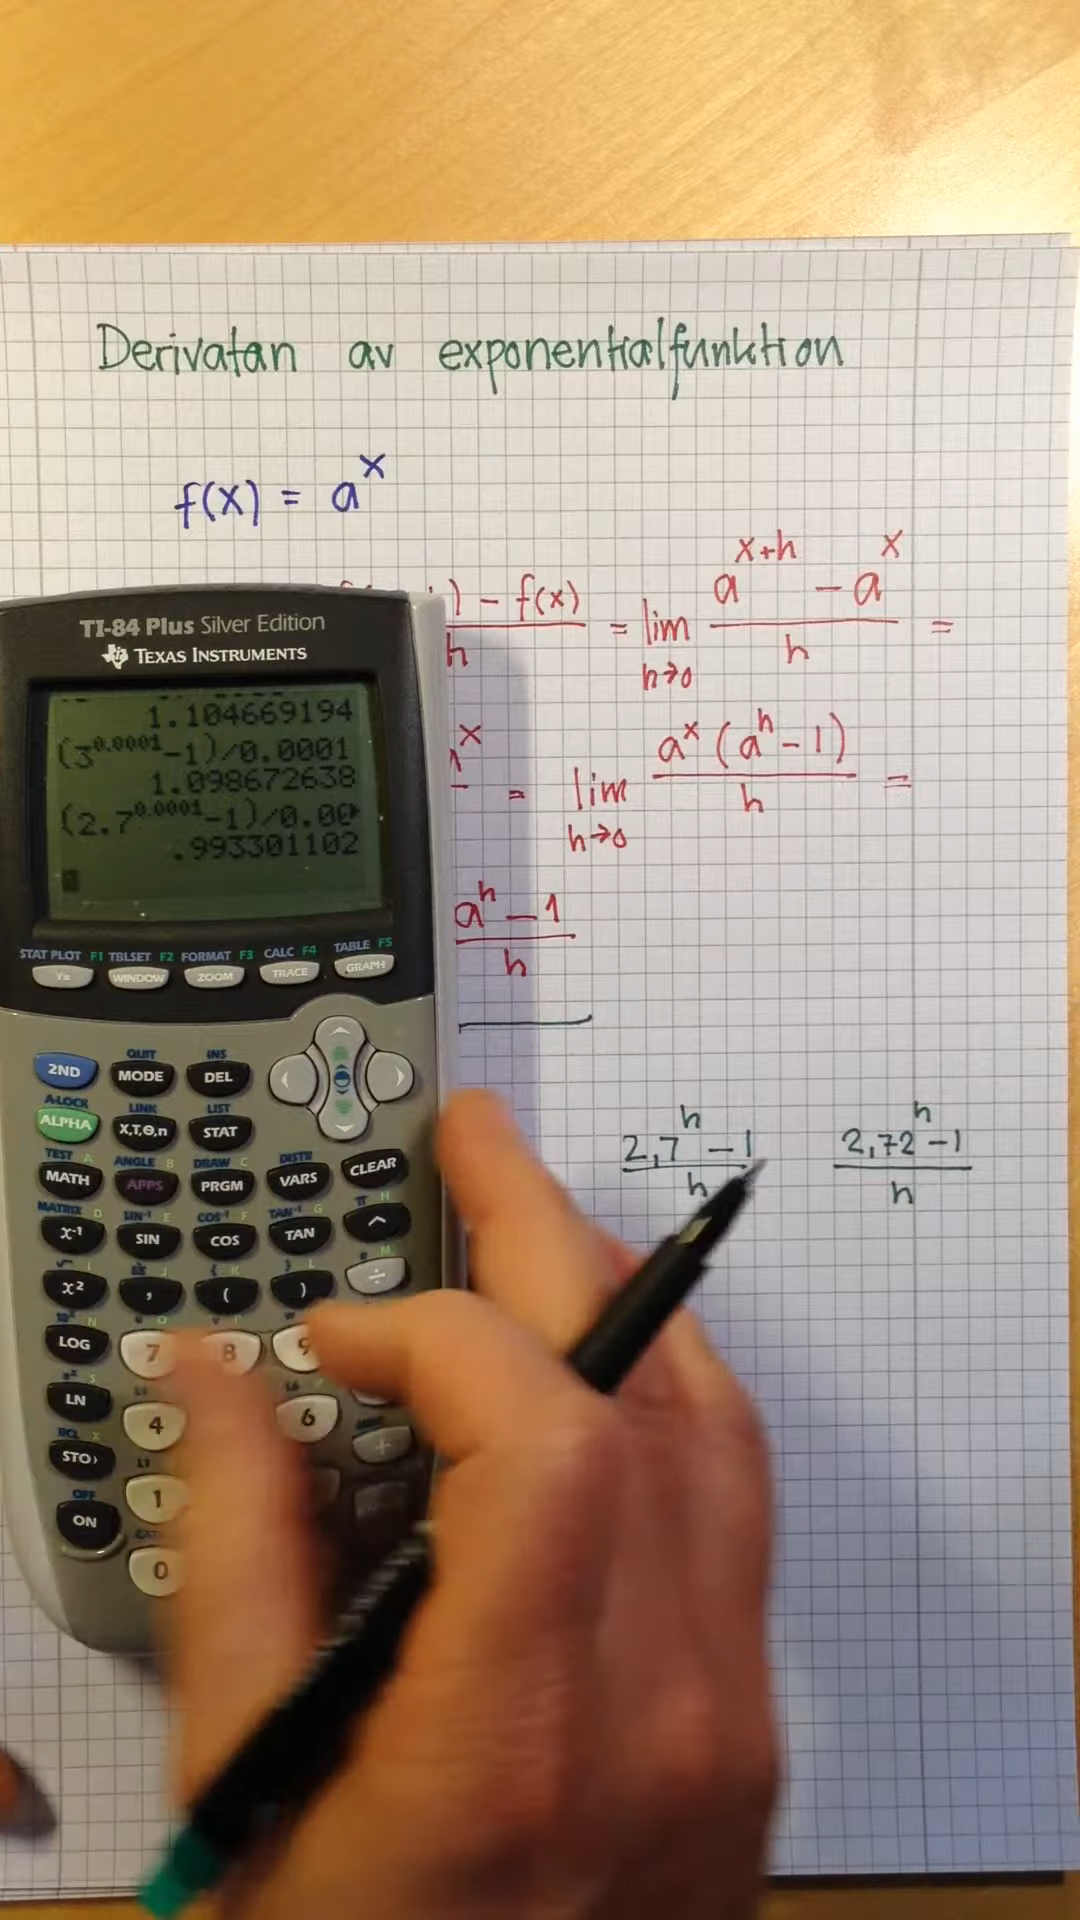 Derivatan av exponentialfunktion
f(x) = a^x
) - f(x) / h = lim h→0 a^(x+h) - a^x / h =
^x = lim h→0 a^x (a^h - 1) / h =
a^h - 1 / h
2,7^h - 1 / h
2,72^h - 1 / h
TI-84 Plus Silver Edition
TEXAS INSTRUMENTS
1.104669194
(3^0.0001-1)/0.0001
1.098672638
(2.7^0.0001-1)/0.00
.993301102
STAT PLOT F1 TBLSET F2 FORMAT F3 CALC F4 TABLE F5
Y= WINDOW ZOOM TRACE GRAPH
QUIT INS
2ND MODE DEL
A-LOCK LINK LIST
ALPHA X,T,Θ,n STAT
TEST A ANGLE B DRAW C DISTR
MATH APPS PRGM VARS CLEAR
MATRIX D SIN⁻¹ E COS⁻¹ F TAN⁻¹ G π H
x⁻¹ SIN COS TAN ^
x² , ( ) ÷
LOG 7 8 9
LN 4 6
RCL X
STO› 1 +
OFF
ON 0